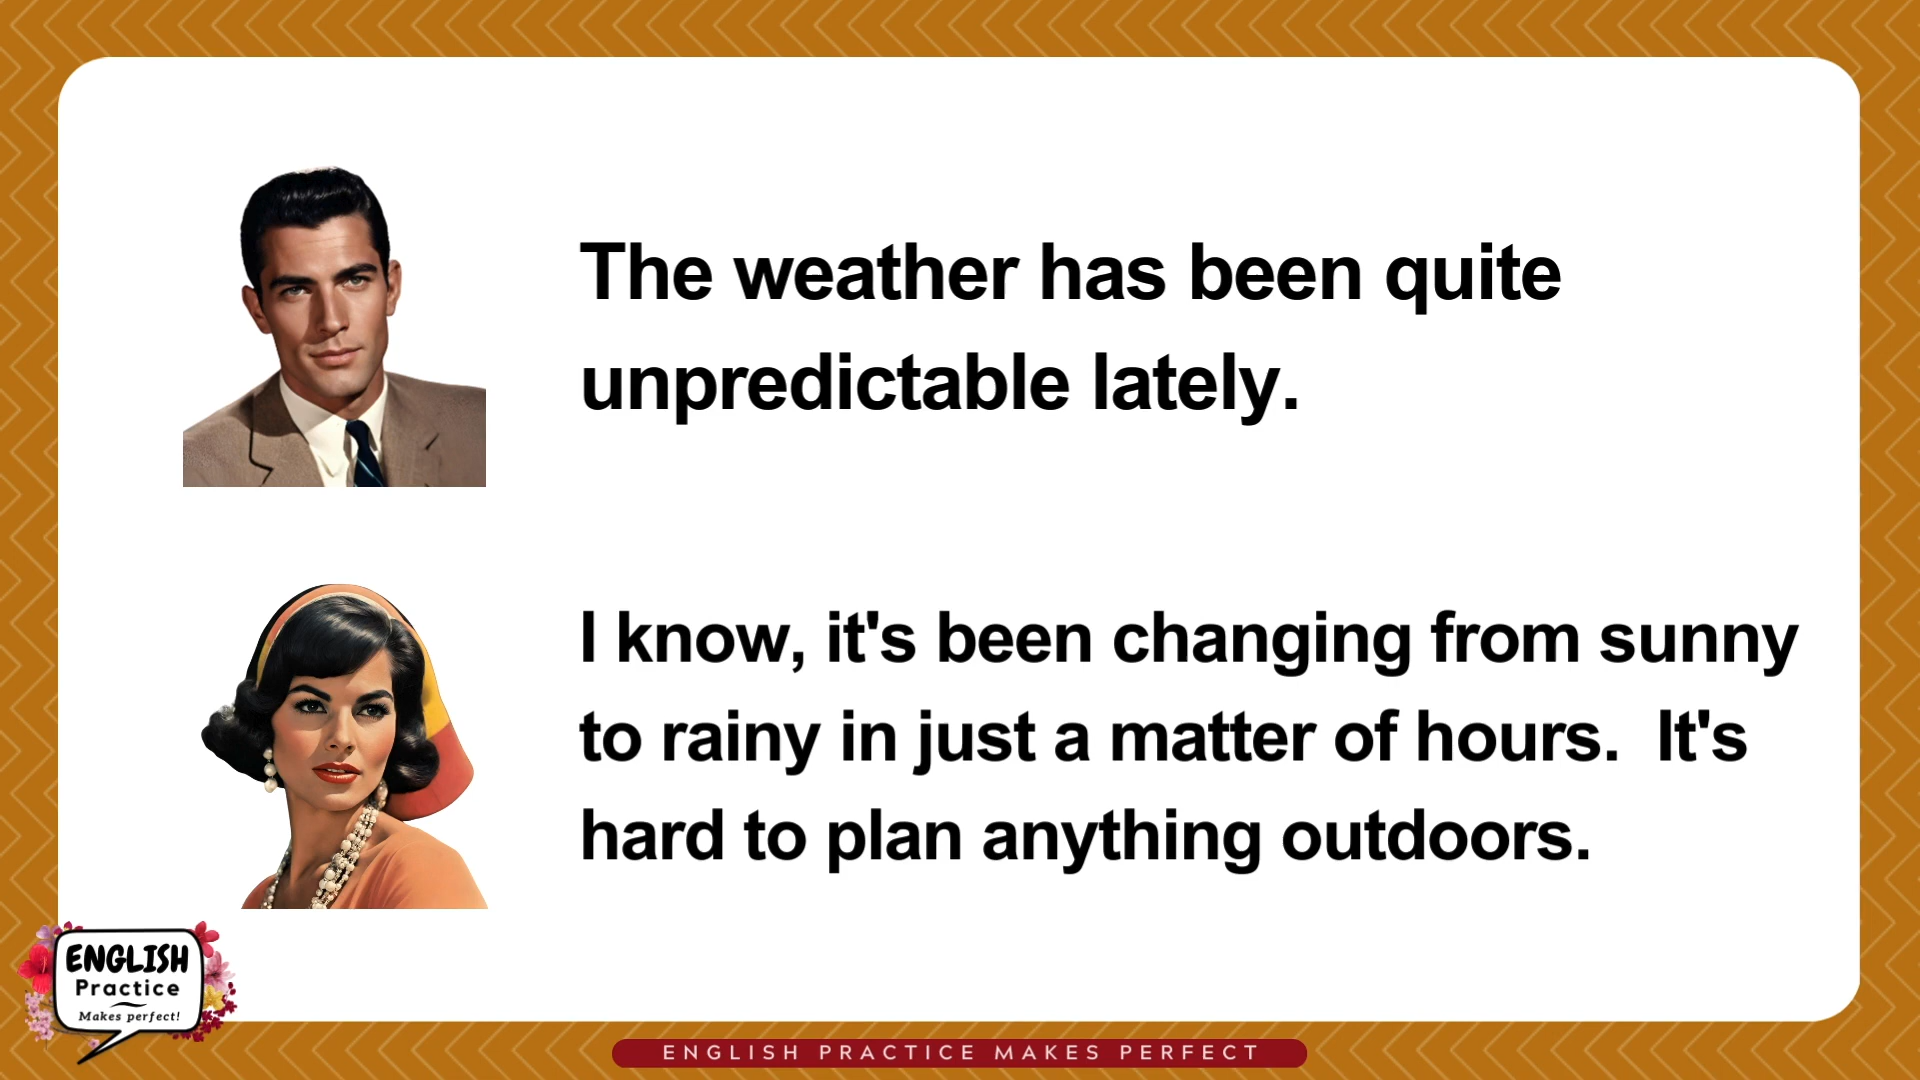 The weather has been quite
unpredictable lately.
I know, it's been changing from sunny
to rainy in just a matter of hours.  It's
hard to plan anything outdoors.
ENGLISH
Practice
Makes perfect!
ENGLISH PRACTICE MAKES PERFECT